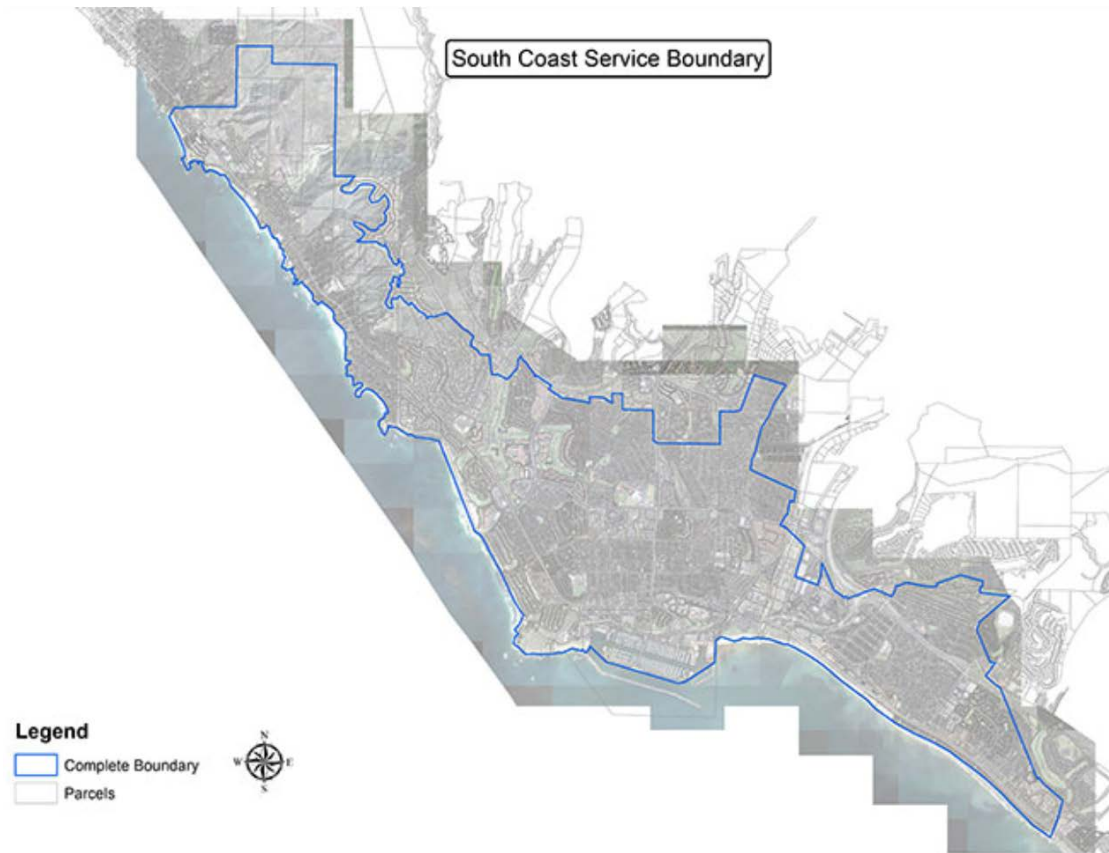 South Coast Service Boundary
Legend
Complete Boundary
Parcels
N
W
E
S